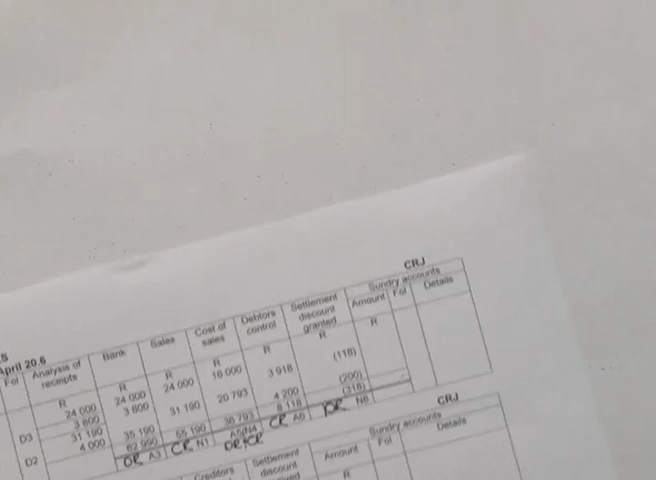 CRJ
April 20.6
Fol Analysis of receipts Bank Sales Cost of sales Debtors control Settlement discount granted Sundry accounts
Amount Fol Details
R R R R R R R
24 000 24 000 24 000 16 000
D3 3 800 3 800 3 918 (118)
31 190 35 190 31 190 20 793
D2 4 000 4 200 (200)
62 990 55 190 36 793 8 118 (318)
DR A3 CR N1 A5/N4 CR A6 DR N8
DR/CR
CRJ
Creditors Settlement discount Sundry accounts
Amount Fol Details
R